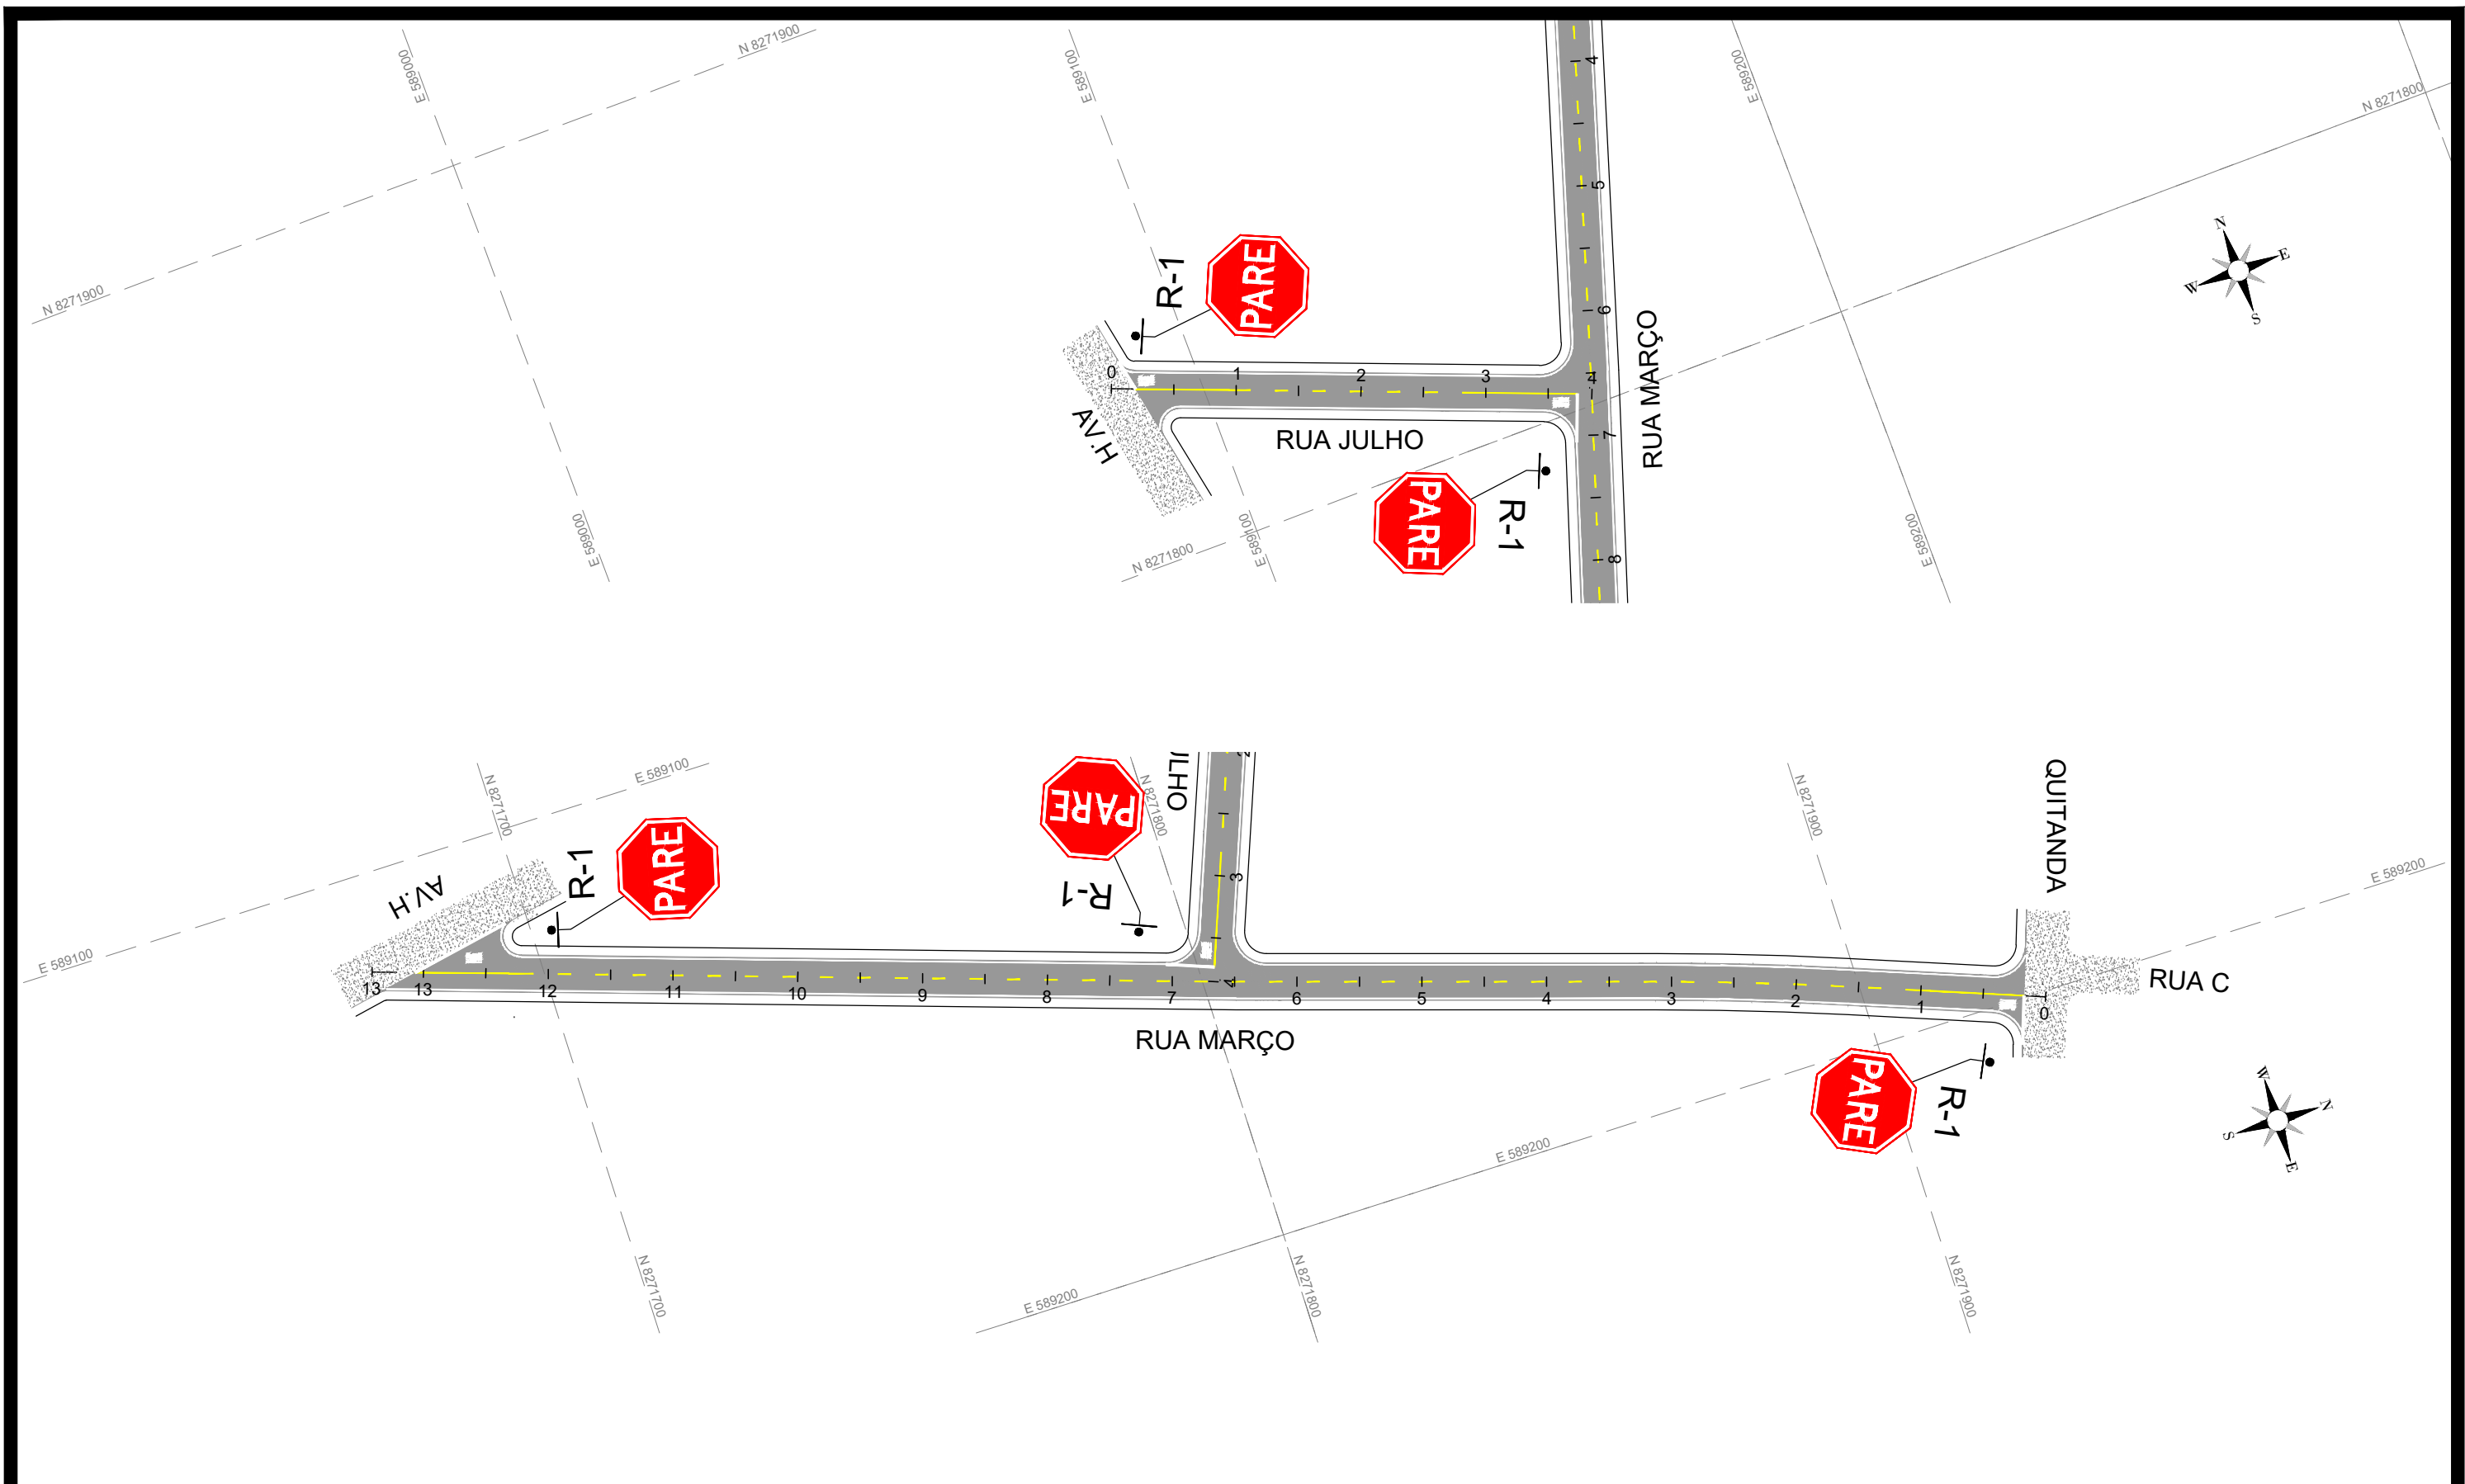 N 8271900
E 589000
E 589100
4
E 589200
N 8271800
N 8271900
N
E
W
S
5
R-1
PARE
6
RUA MARÇO
0
1
2
3
4
AV.H
RUA JULHO
7
PARE
R-1
8
E 589000
N 8271800
E 589100
E 589200
E 589100
N 8271700
AV.H
R-1
PARE
PARE
R-1
ULHO
2
N 8271800
3
N 8271900
QUITANDA
E 589200
E 589100
13
13
12
11
10
9
8
7
4
6
5
4
3
2
1
0
RUA C
RUA MARÇO
PARE
R-1
W
N
S
E
E 589200
N 8271700
E 589200
N 8271800
N 8271900